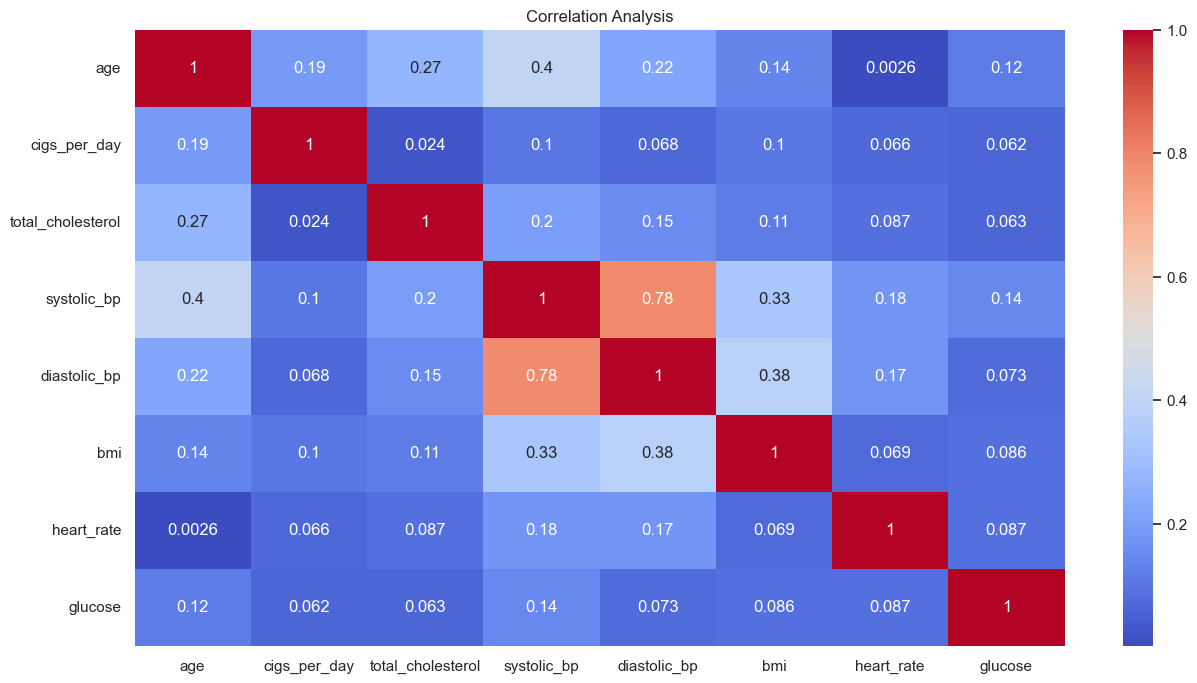 Correlation Analysis
age 1 0.19 0.27 0.4 0.22 0.14 0.0026 0.12
cigs_per_day 0.19 1 0.024 0.1 0.068 0.1 0.066 0.062
total_cholesterol 0.27 0.024 1 0.2 0.15 0.11 0.087 0.063
systolic_bp 0.4 0.1 0.2 1 0.78 0.33 0.18 0.14
diastolic_bp 0.22 0.068 0.15 0.78 1 0.38 0.17 0.073
bmi 0.14 0.1 0.11 0.33 0.38 1 0.069 0.086
heart_rate 0.0026 0.066 0.087 0.18 0.17 0.069 1 0.087
glucose 0.12 0.062 0.063 0.14 0.073 0.086 0.087 1
age cigs_per_day total_cholesterol systolic_bp diastolic_bp bmi heart_rate glucose
1.0
0.8
0.6
0.4
0.2